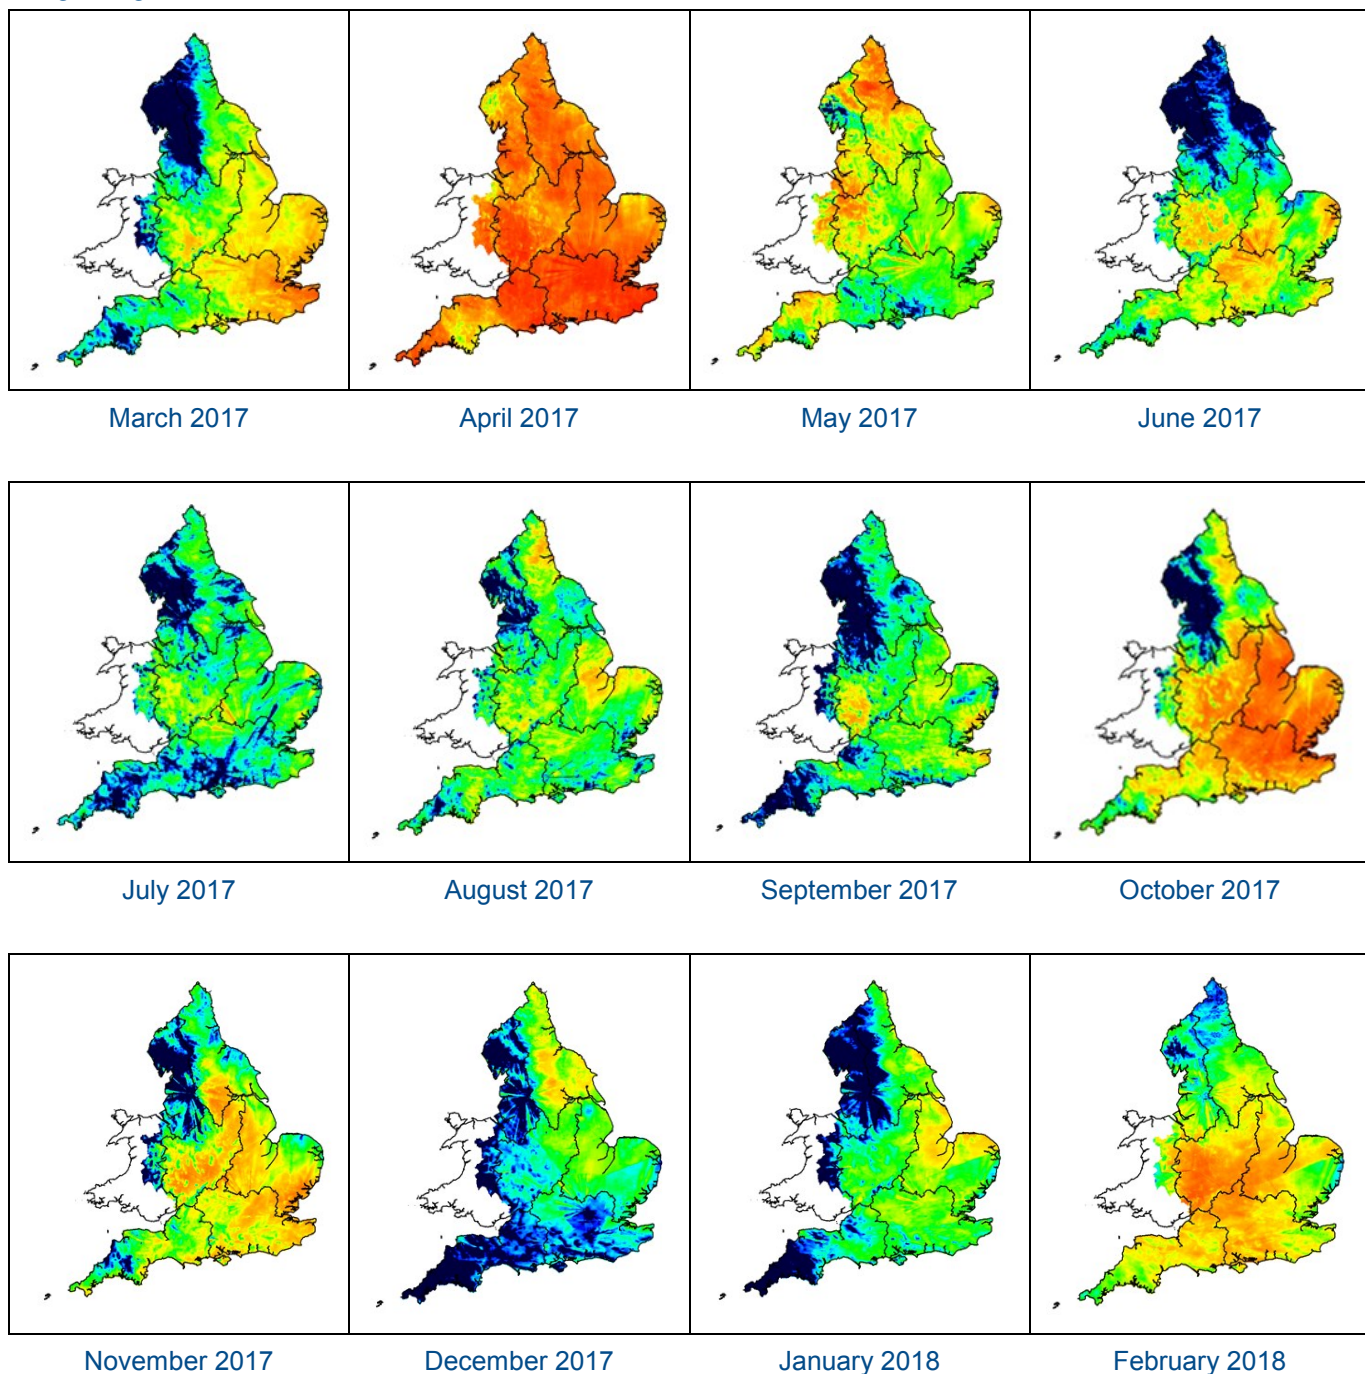 March 2017
April 2017
May 2017
June 2017
July 2017
August 2017
September 2017
October 2017
November 2017
December 2017
January 2018
February 2018